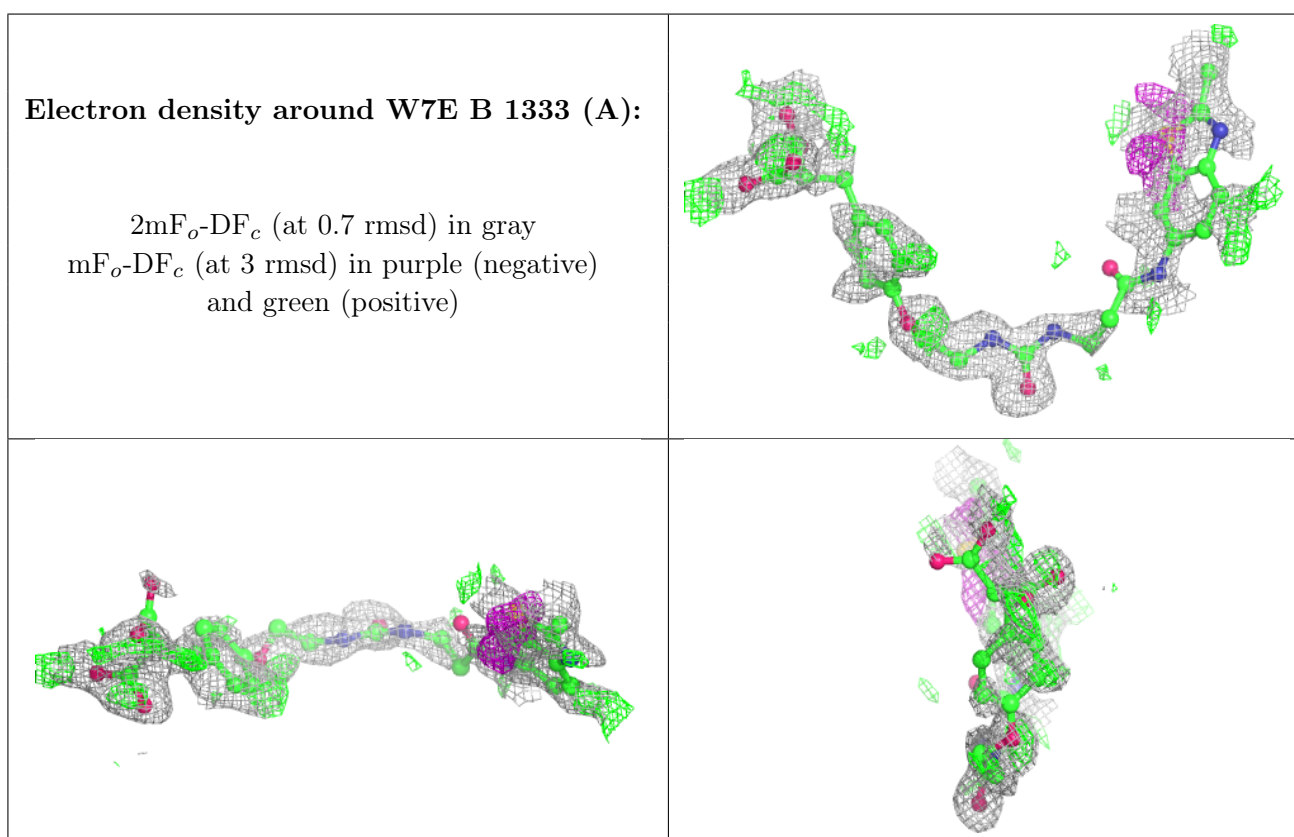 Electron density around W7E B 1333 (A):
2mFₒ-DF𝒸 (at 0.7 rmsd) in gray
mFₒ-DF𝒸 (at 3 rmsd) in purple (negative)
and green (positive)